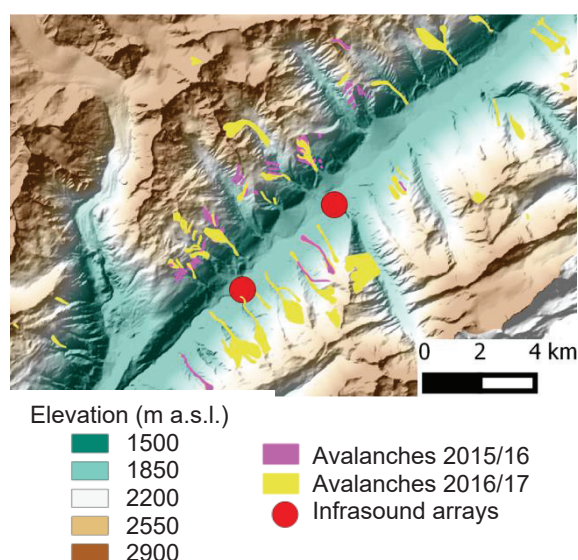 0 2 4 km
Elevation (m a.s.l.)
1500
1850
2200
2550
2900
Avalanches 2015/16
Avalanches 2016/17
Infrasound arrays